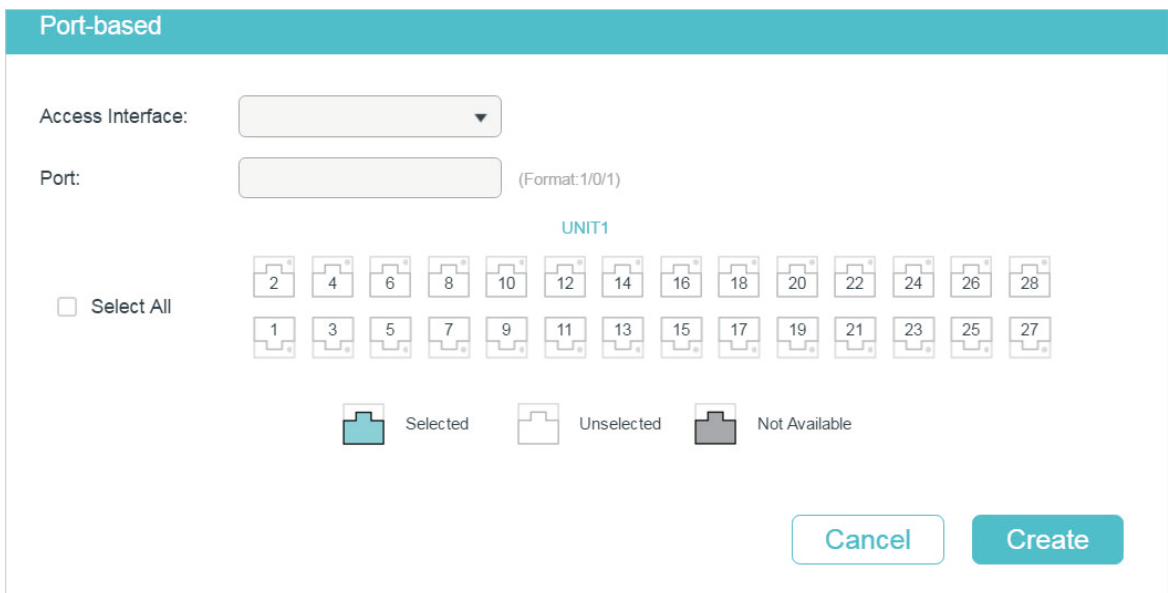 Port-based
Access Interface:
Port:
(Format:1/0/1)
UNIT1
2 4 6 8 10 12 14 16 18 20 22 24 26 28
Select All
1 3 5 7 9 11 13 15 17 19 21 23 25 27
Selected Unselected Not Available
Cancel Create